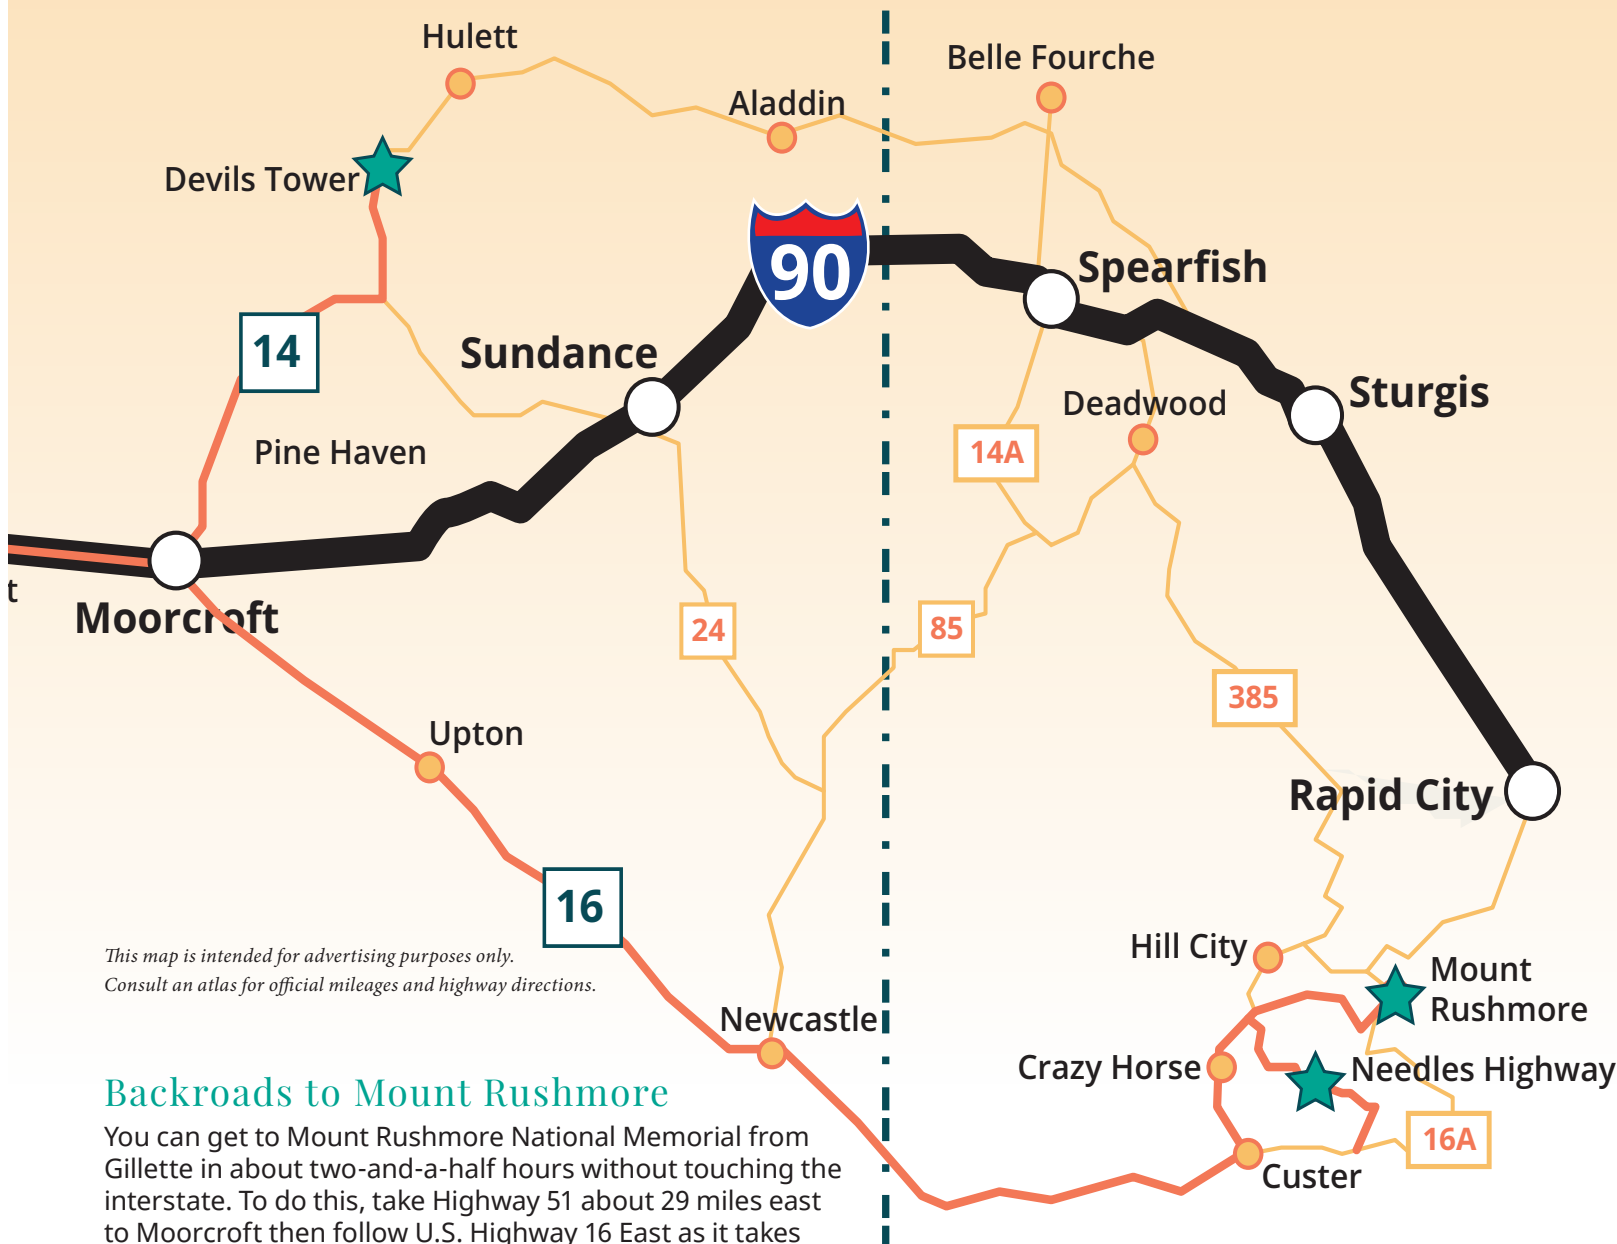 Hulett
Belle Fourche
Aladdin
Devils Tower
90
Spearfish
14
Sundance
Sturgis
Deadwood
Pine Haven
14A
t
Moorcroft
24
85
385
Upton
Rapid City
16
Hill City
This map is intended for advertising purposes only.
Consult an atlas for official mileages and highway directions.
Mount
Rushmore
Newcastle
Crazy Horse
Needles Highway
16A
Custer
Backroads to Mount Rushmore
You can get to Mount Rushmore National Memorial from
Gillette in about two-and-a-half hours without touching the
interstate. To do this, take Highway 51 about 29 miles east
to Moorcroft then follow U.S. Highway 16 East as it takes